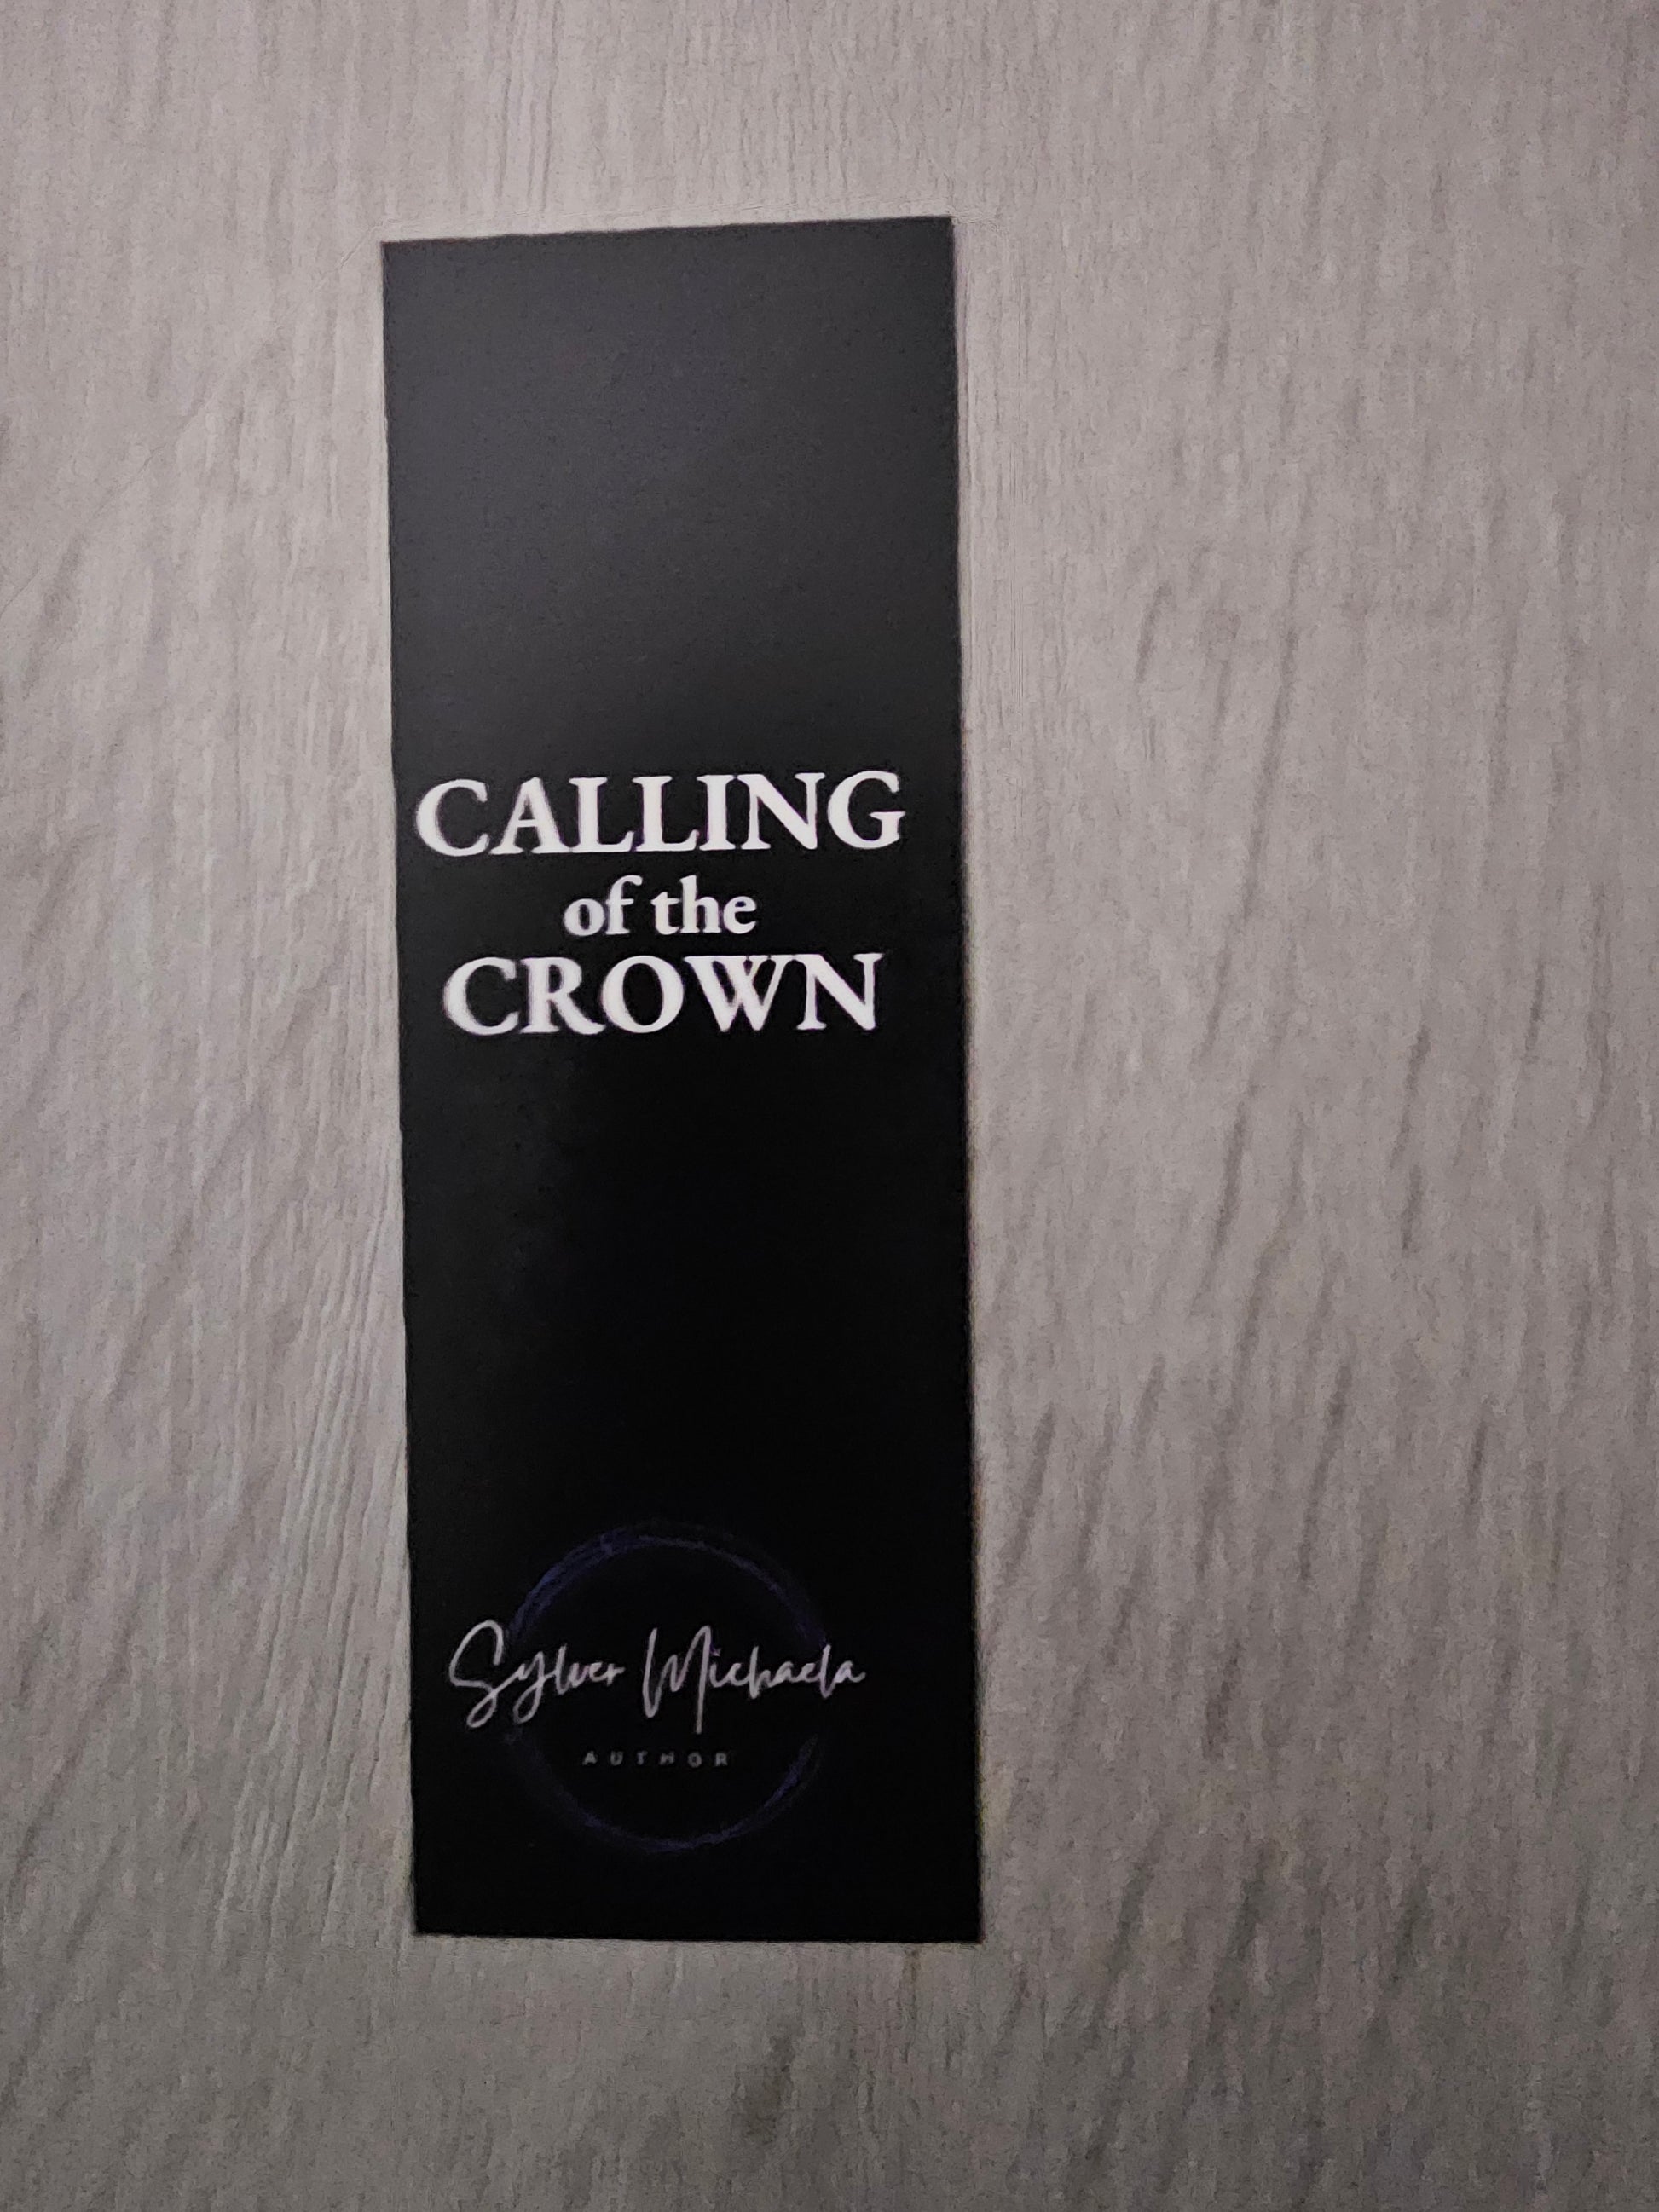 CALLING
of the
CROWN
Sylver Michaela
AUTHOR